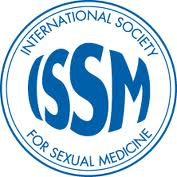 INTERNATIONAL SOCIETY
ISSM
FOR SEXUAL MEDICINE